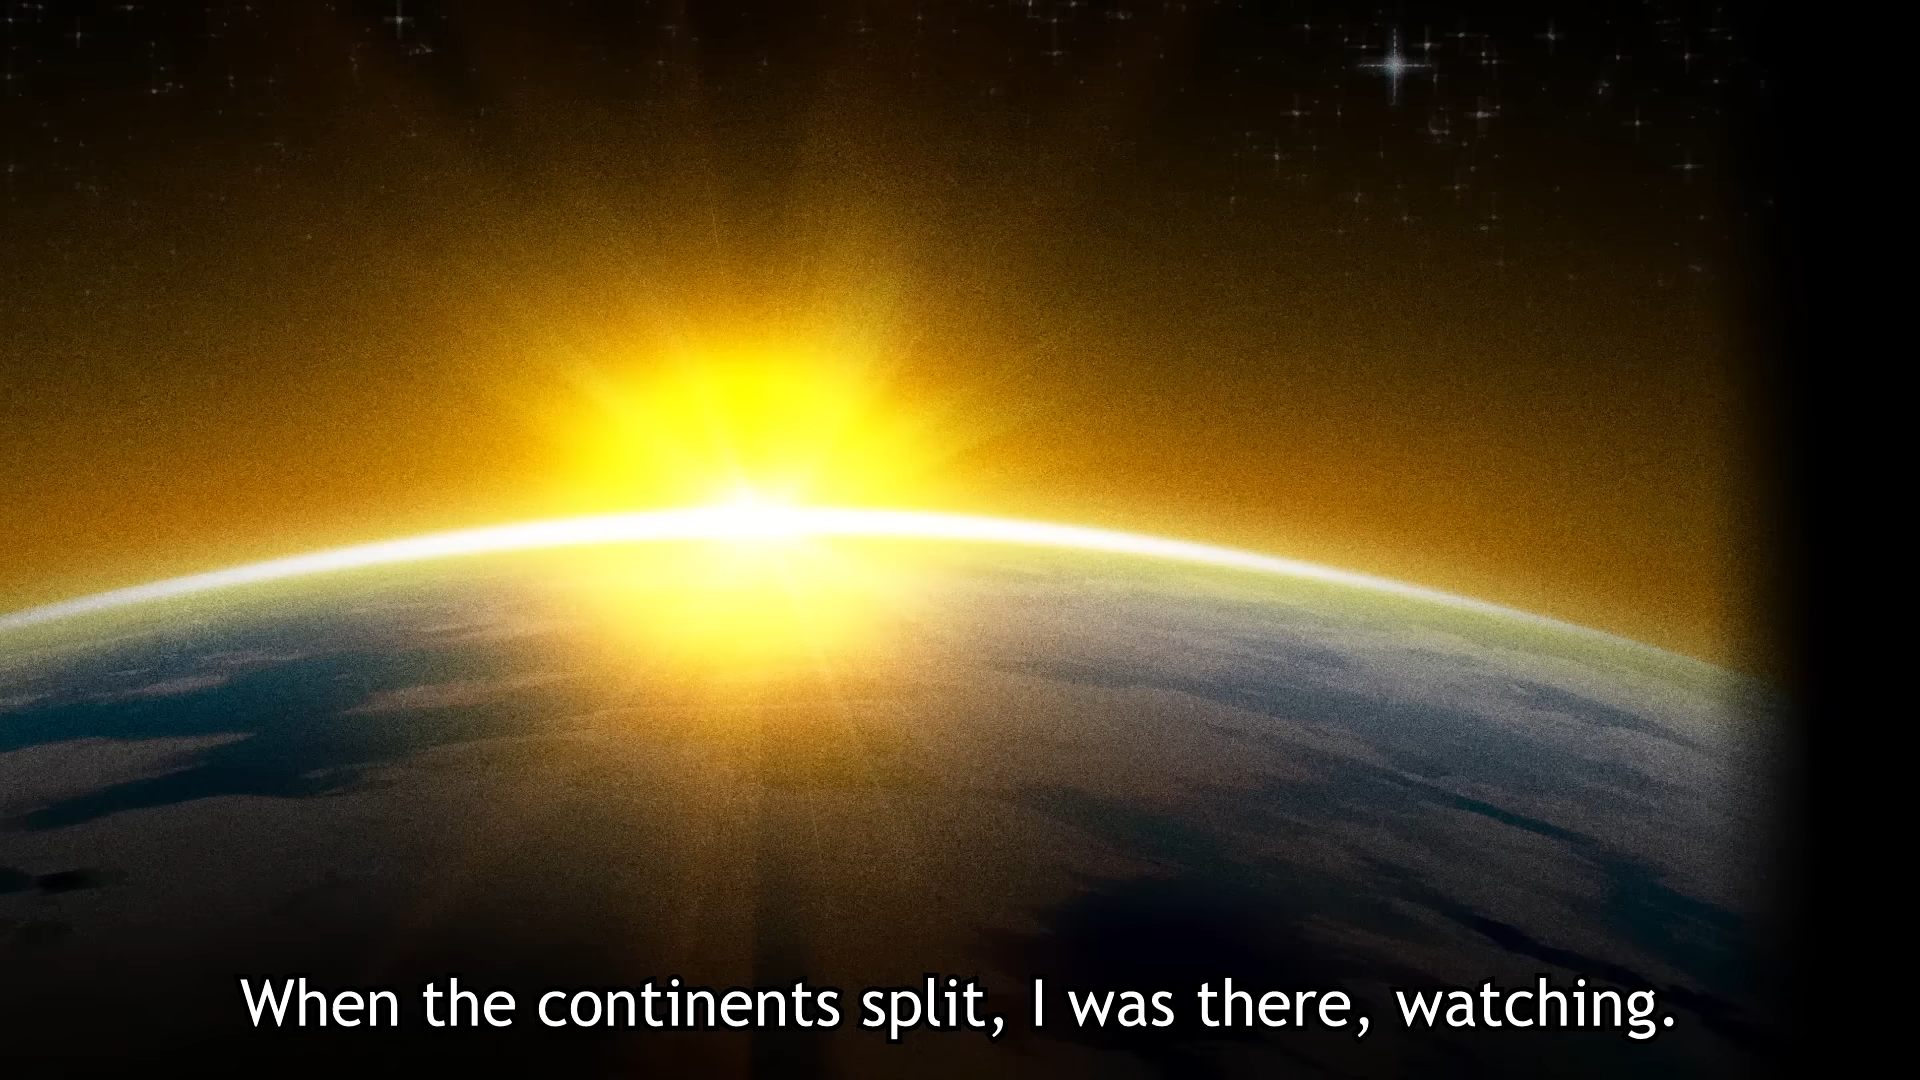 When the continents split, I was there, watching.